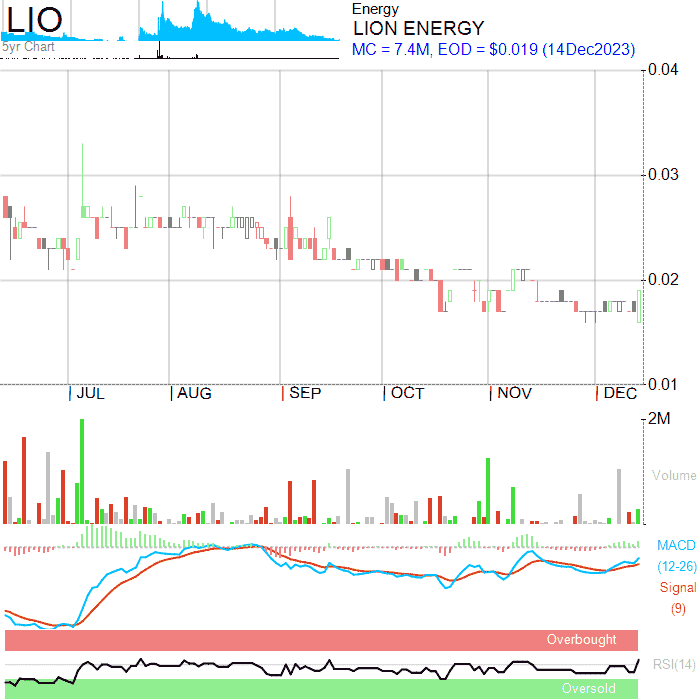 LIO
5yr Chart
Energy
LION ENERGY
MC = 7.4M, EOD = $0.019 (14Dec2023)
0.04
0.03
0.02
0.01
JUL AUG SEP OCT NOV DEC
2M
Volume
MACD
(12-26)
Signal
(9)
Overbought
RSI(14)
Oversold